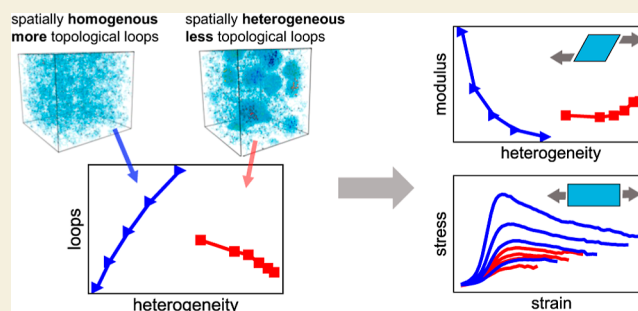 spatially homogenous
more topological loops
spatially heterogeneous
less topological loops
loops
heterogeneity
modulus
heterogeneity
stress
strain